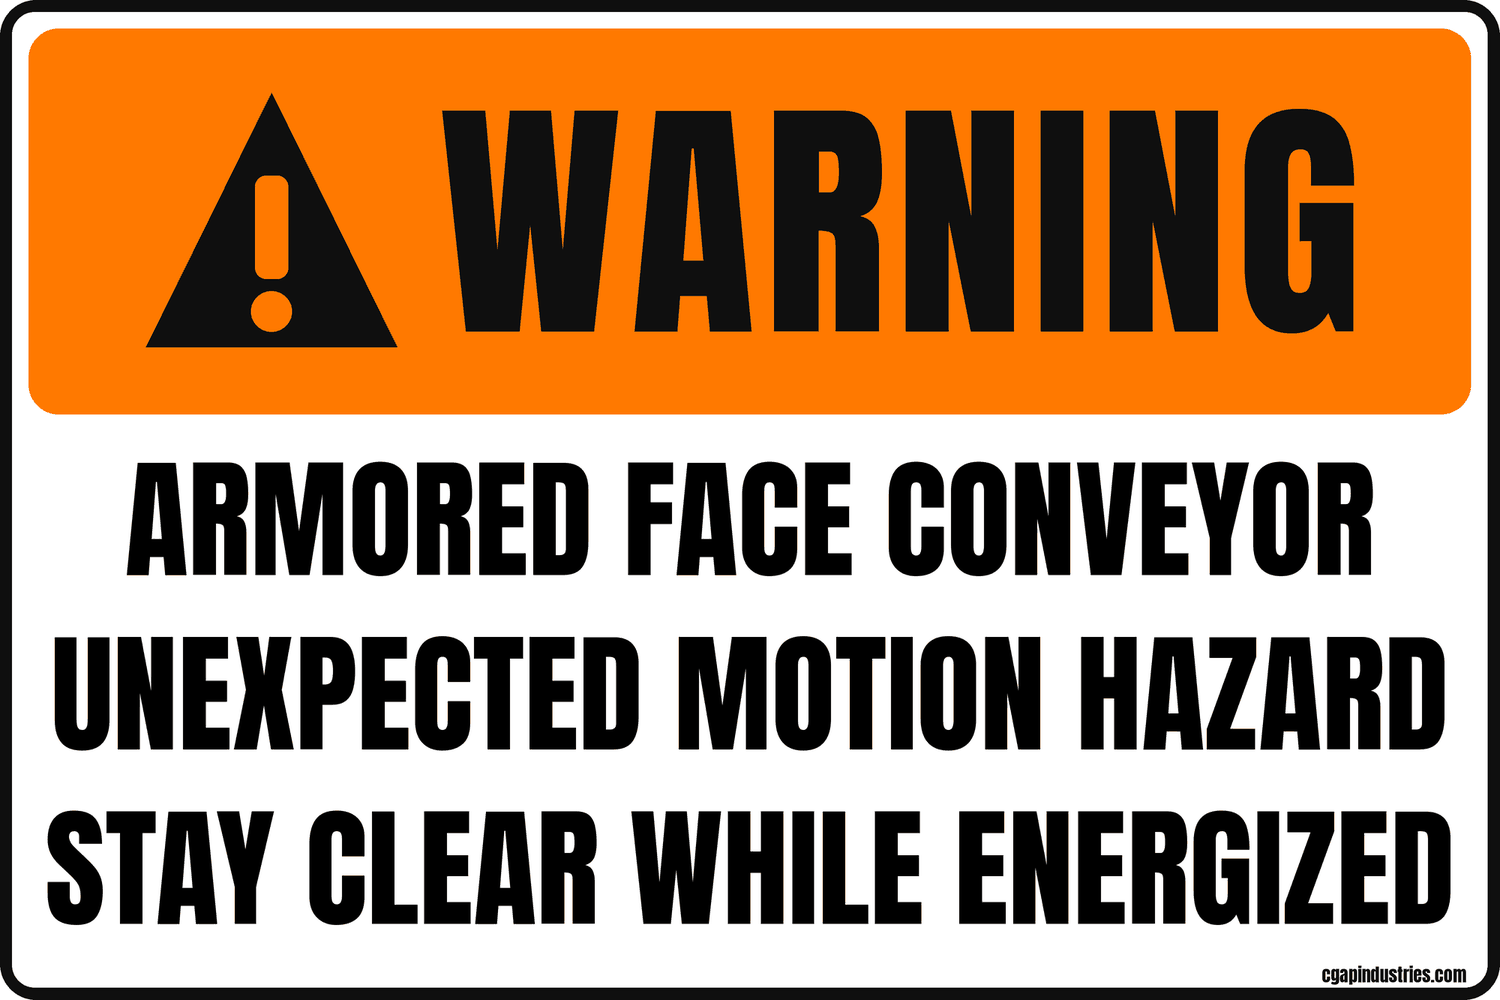 WARNING
ARMORED FACE CONVEYOR
UNEXPECTED MOTION HAZARD
STAY CLEAR WHILE ENERGIZED
cgapindustries.com